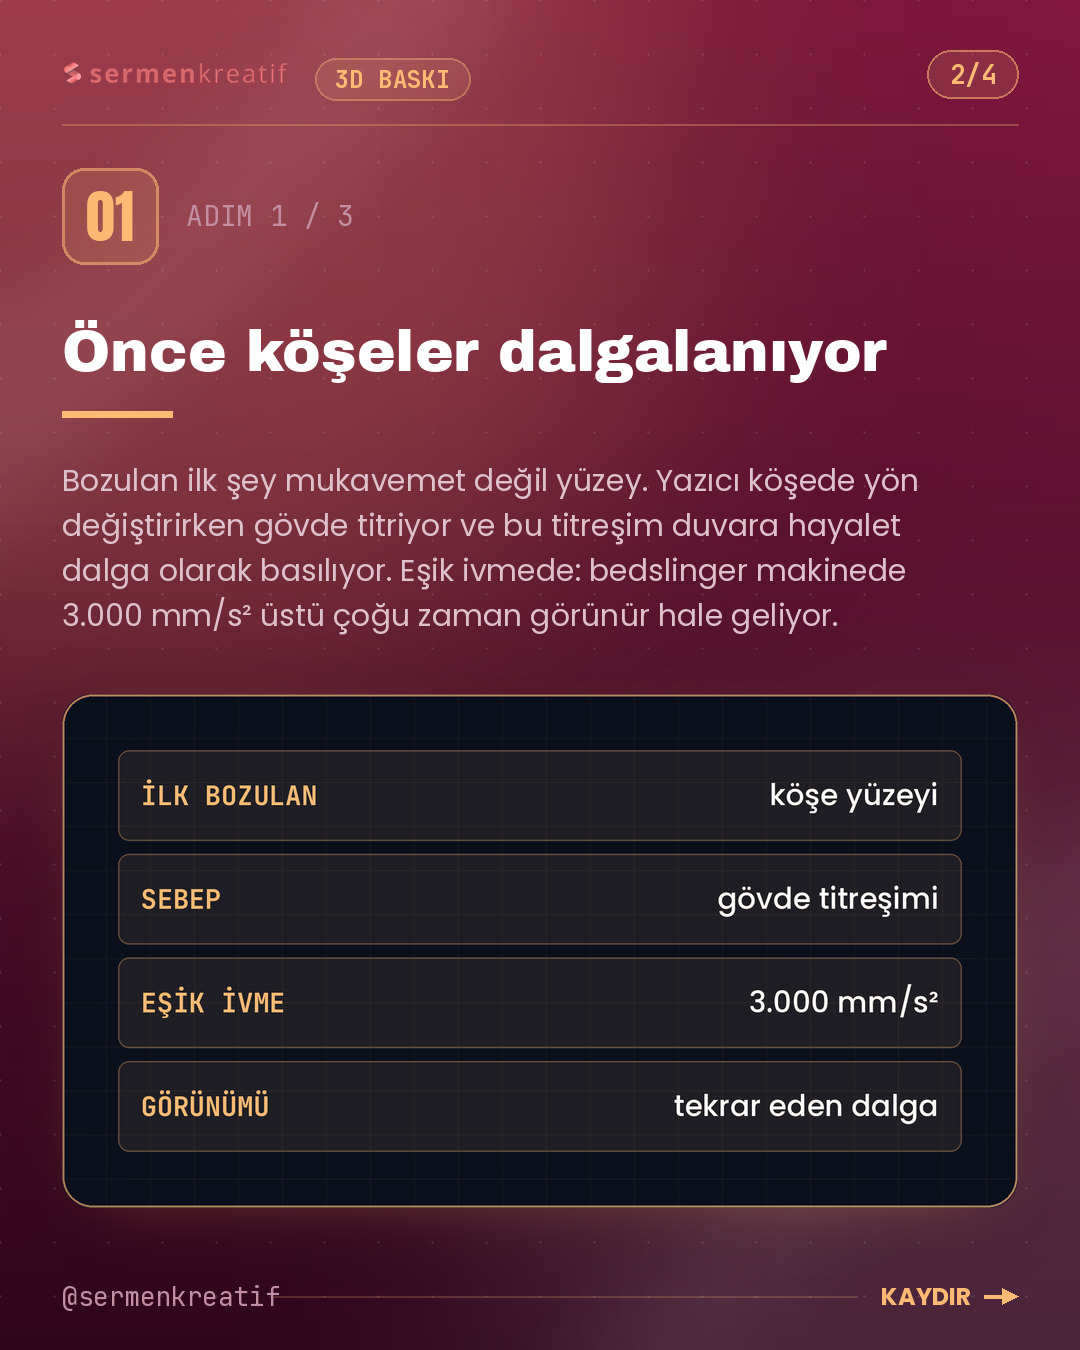 sermenkreatif
3D BASKI
2/4
01
ADIM 1 / 3
Önce köşeler dalgalanıyor
Bozulan ilk şey mukavemet değil yüzey. Yazıcı köşede yön
değiştirirken gövde titriyor ve bu titreşim duvara hayalet
dalga olarak basılıyor. Eşik ivmede: bedslinger makinede
3.000 mm/s² üstü çoğu zaman görünür hale geliyor.
İLK BOZULAN köşe yüzeyi
SEBEP gövde titreşimi
EŞİK İVME 3.000 mm/s²
GÖRÜNÜMÜ tekrar eden dalga
@sermenkreatif
KAYDIR